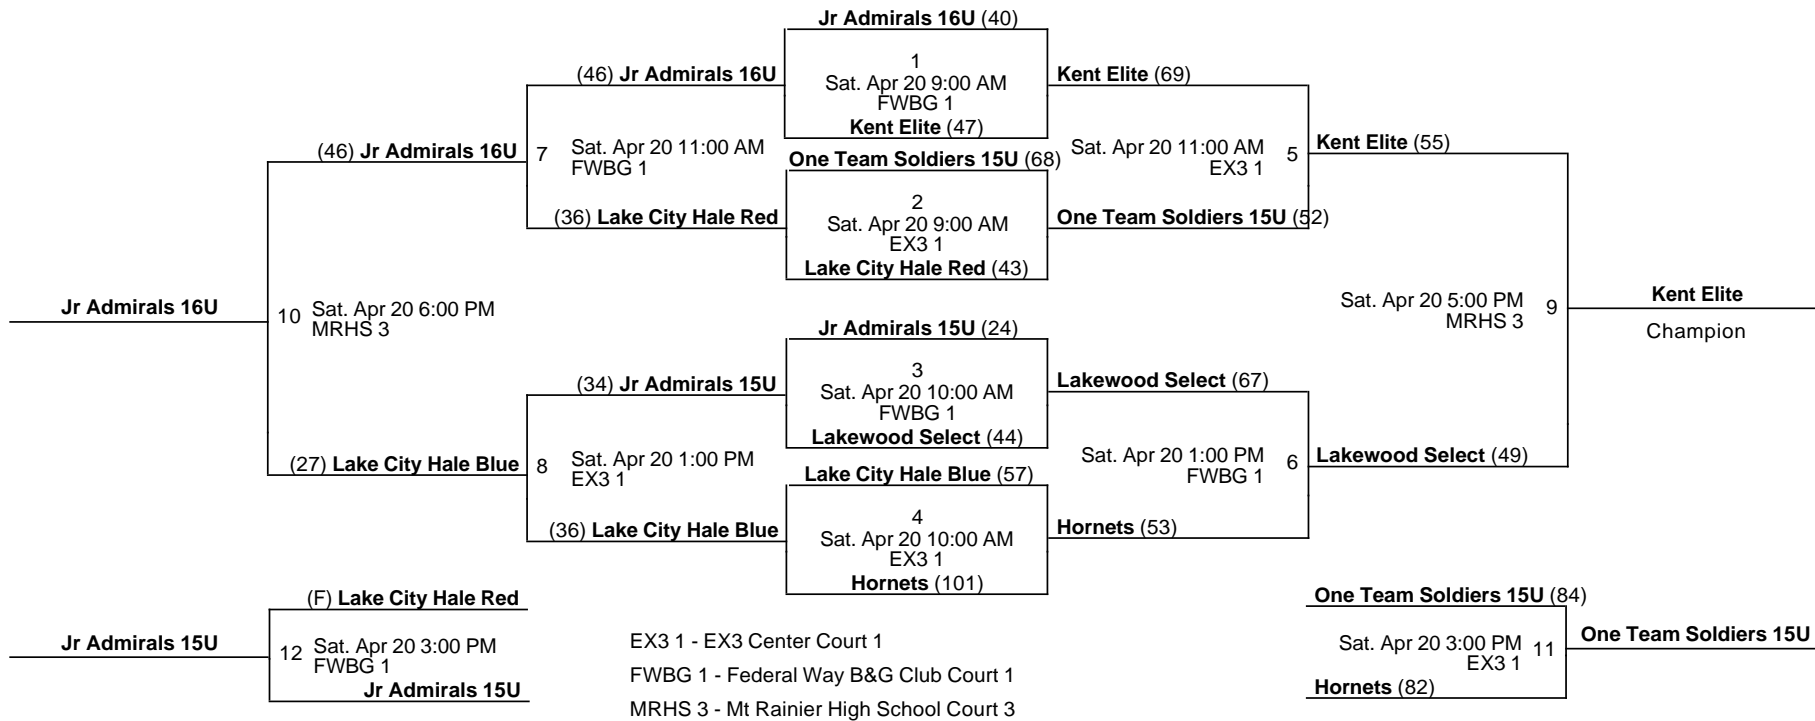 Jr Admirals 16U (40)
1
Sat. Apr 20 9:00 AM
FWBG 1
Kent Elite (47)
(46) Jr Admirals 16U
Kent Elite (69)
(46) Jr Admirals 16U
7
Sat. Apr 20 11:00 AM
FWBG 1
One Team Soldiers 15U (68)
Sat. Apr 20 11:00 AM
EX3 1
5
Kent Elite (55)
2
Sat. Apr 20 9:00 AM
EX3 1
Lake City Hale Red (43)
(36) Lake City Hale Red
One Team Soldiers 15U (52)
Jr Admirals 16U
10
Sat. Apr 20 6:00 PM
MRHS 3
Sat. Apr 20 5:00 PM
MRHS 3
9
Kent Elite
Champion
Jr Admirals 15U (24)
3
Sat. Apr 20 10:00 AM
FWBG 1
Lakewood Select (44)
(34) Jr Admirals 15U
Lakewood Select (67)
(27) Lake City Hale Blue
8
Sat. Apr 20 1:00 PM
EX3 1
Lake City Hale Blue (57)
Sat. Apr 20 1:00 PM
FWBG 1
6
Lakewood Select (49)
4
Sat. Apr 20 10:00 AM
EX3 1
Hornets (101)
(36) Lake City Hale Blue
Hornets (53)
(F) Lake City Hale Red
Jr Admirals 15U
12
Sat. Apr 20 3:00 PM
FWBG 1
Jr Admirals 15U
EX3 1 - EX3 Center Court 1
FWBG 1 - Federal Way B&G Club Court 1
MRHS 3 - Mt Rainier High School Court 3
One Team Soldiers 15U (84)
Sat. Apr 20 3:00 PM
EX3 1
11
One Team Soldiers 15U
Hornets (82)